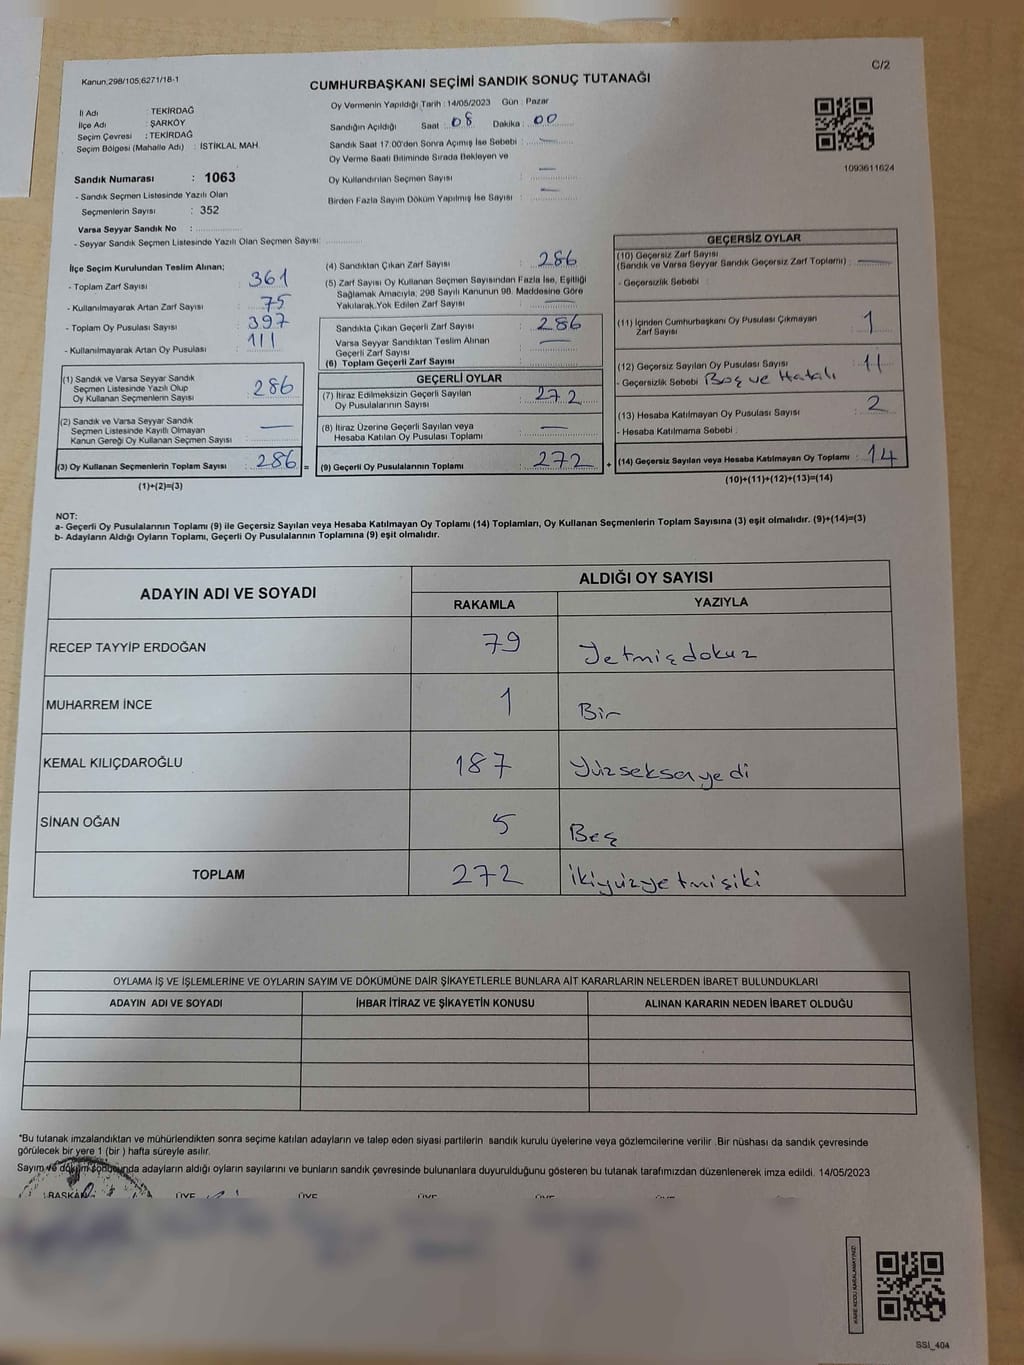 Kanun.298/105.6271/18-1
C/2
CUMHURBAŞKANI SEÇİMİ SANDIK SONUÇ TUTANAĞI
İl Adı : TEKİRDAĞ
İlçe Adı : ŞARKÖY
Seçim Çevresi : TEKİRDAĞ
Seçim Bölgesi (Mahalle Adı) : İSTİKLAL MAH.
Sandık Numarası : 1063
- Sandık Seçmen Listesinde Yazılı Olan
Seçmenlerin Sayısı : 352
Varsa Seyyar Sandık No :
- Seyyar Sandık Seçmen Listesinde Yazılı Olan Seçmen Sayısı:
Oy Vermenin Yapıldığı Tarih : 14/05/2023 Gün : Pazar
Sandığın Açıldığı Saat : 08 Dakika : 00
Sandık Saat 17:00'den Sonra Açımış İse Sebebi : —
Oy Verme Saati Bitiminde Sırada Bekleyen ve
Oy Kullandırılan Seçmen Sayısı : —
Birden Fazla Sayım Döküm Yapılmış İse Sayısı : —
1093611624
İlçe Seçim Kurulundan Teslim Alınan;
- Toplam Zarf Sayısı : 361
- Kullanılmayarak Artan Zarf Sayısı : 75
- Toplam Oy Pusulası Sayısı : 397
- Kullanılmayarak Artan Oy Pusulası : 111
(1) Sandık ve Varsa Seyyar Sandık
Seçmen Listesinde Yazılı Olup
Oy Kullanan Seçmenlerin Sayısı : 286
(2) Sandık ve Varsa Seyyar Sandık
Seçmen Listesinde Kayıtlı Olmayan
Kanun Gereği Oy Kullanan Seçmen Sayısı : —
(3) Oy Kullanan Seçmenlerin Toplam Sayısı : 286 =
(1)+(2)=(3)
(4) Sandıktan Çıkan Zarf Sayısı : 286
(5) Zarf Sayısı Oy Kullanan Seçmen Sayısından Fazla İse, Eşitliği
Sağlamak Amacıyla; 298 Sayılı Kanunun 98. Maddesine Göre
Yakılarak Yok Edilen Zarf Sayısı : —
Sandıkta Çıkan Geçerli Zarf Sayısı : 286
Varsa Seyyar Sandıktan Teslim Alınan
Geçerli Zarf Sayısı : —
(6) Toplam Geçerli Zarf Sayısı :
GEÇERLİ OYLAR
(7) İtiraz Edilmeksizin Geçerli Sayılan
Oy Pusulalarının Sayısı : 272
(8) İtiraz Üzerine Geçerli Sayılan veya
Hesaba Katılan Oy Pusulası Toplamı : —
(9) Geçerli Oy Pusulalarının Toplamı : 272 +
GEÇERSİZ OYLAR
(10) Geçersiz Zarf Sayısı
(Sandık ve Varsa Seyyar Sandık Geçersiz Zarf Toplamı) : —
- Geçersizlik Sebebi :
(11) İçinden Cumhurbaşkanı Oy Pusulası Çıkmayan
Zarf Sayısı : 1
(12) Geçersiz Sayılan Oy Pusulası Sayısı : 11
- Geçersizlik Sebebi : Boş ve Hatalı
(13) Hesaba Katılmayan Oy Pusulası Sayısı : 2
- Hesaba Katılmama Sebebi :
(14) Geçersiz Sayılan veya Hesaba Katılmayan Oy Toplamı : 14
(10)+(11)+(12)+(13)=(14)
NOT:
a- Geçerli Oy Pusulalarının Toplamı (9) ile Geçersiz Sayılan veya Hesaba Katılmayan Oy Toplamı (14) Toplamları, Oy Kullanan Seçmenlerin Toplam Sayısına (3) eşit olmalıdır. (9)+(14)=(3)
b- Adayların Aldığı Oyların Toplamı, Geçerli Oy Pusulalarının Toplamına (9) eşit olmalıdır.
ADAYIN ADI VE SOYADI
ALDIĞI OY SAYISI
RAKAMLA YAZIYLA
RECEP TAYYİP ERDOĞAN 79 Yetmişdokuz
MUHARREM İNCE 1 Bir
KEMAL KILIÇDAROĞLU 187 Yüzseksenyedi
SİNAN OĞAN 5 Beş
TOPLAM 272 ikiyüzyetmişiki
OYLAMA İŞ VE İŞLEMLERİNE VE OYLARIN SAYIM VE DÖKÜMÜNE DAİR ŞİKAYETLERLE BUNLARA AİT KARARLARIN NELERDEN İBARET BULUNDUKLARI
ADAYIN ADI VE SOYADI İHBAR İTİRAZ VE ŞİKAYETİN KONUSU ALINAN KARARIN NEDEN İBARET OLDUĞU
*Bu tutanak imzalandıktan ve mühürlendikten sonra seçime katılan adayların ve talep eden siyasi partilerin sandık kurulu üyelerine veya gözlemcilerine verilir. Bir nüshası da sandık çevresinde
görülecek bir yere 1 (bir ) hafta süreyle asılır.
Sayım ve döküm sonucunda adayların aldığı oyların sayılarını ve bunların sandık çevresinde bulunanlara duyurulduğunu gösteren bu tutanak tarafımızdan düzenlenerek imza edildi. 14/05/2023
BAŞKAN ÜYE ÜYE ÜYE ÜYE
KARE KODU KARALAMAYINIZ!
SSİ_404